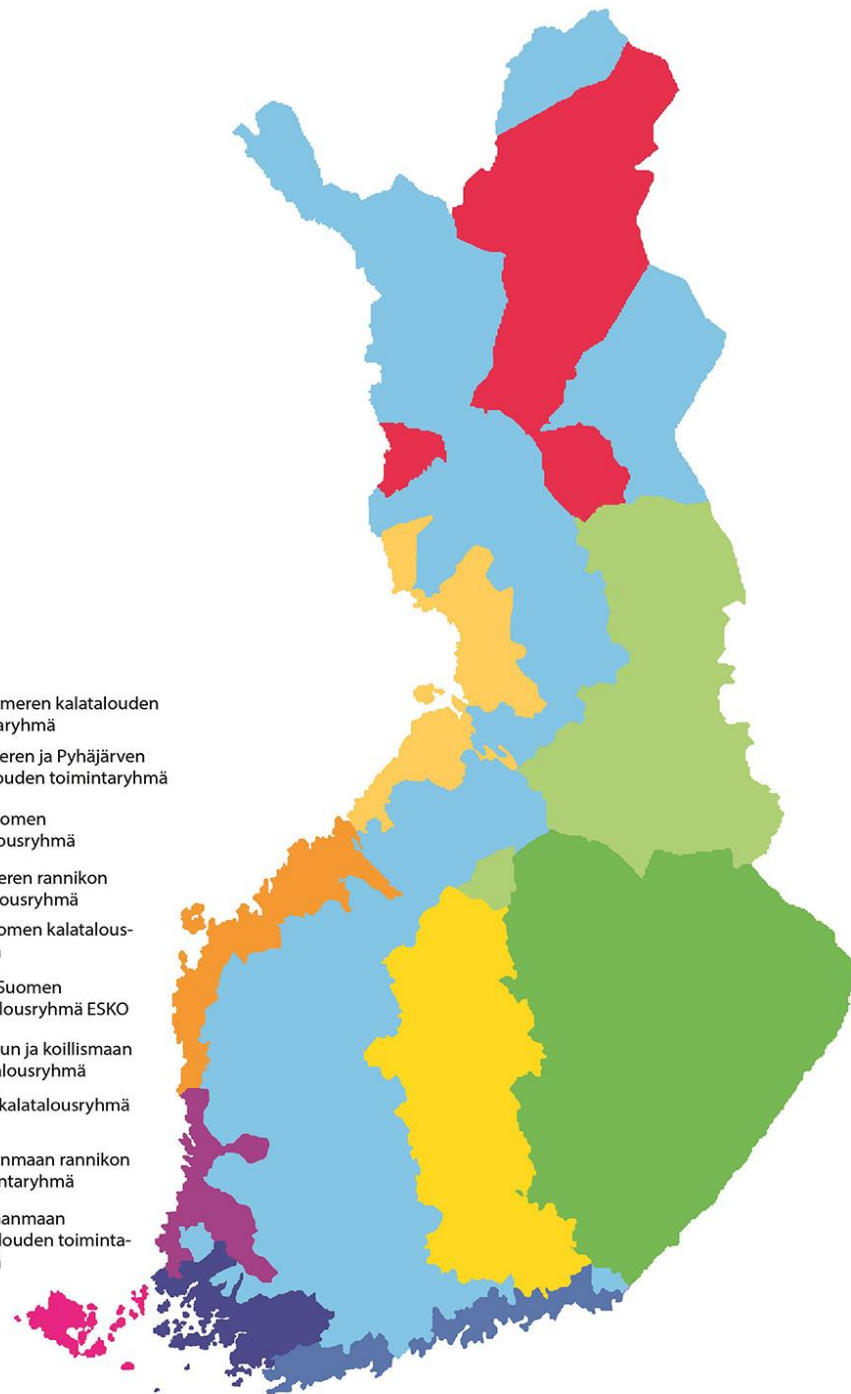 meren kalatalouden
aryhmä
eren ja Pyhäjärven
ouden toimintaryhmä
omen
ousryhmä
eren rannikon
lousryhmä
omen kalatalous-
Suomen
lousryhmä ESKO
un ja koillismaan
alousryhmä
kalatalousryhmä
nmaan rannikon
ntaryhmä
anmaan
louden toiminta-